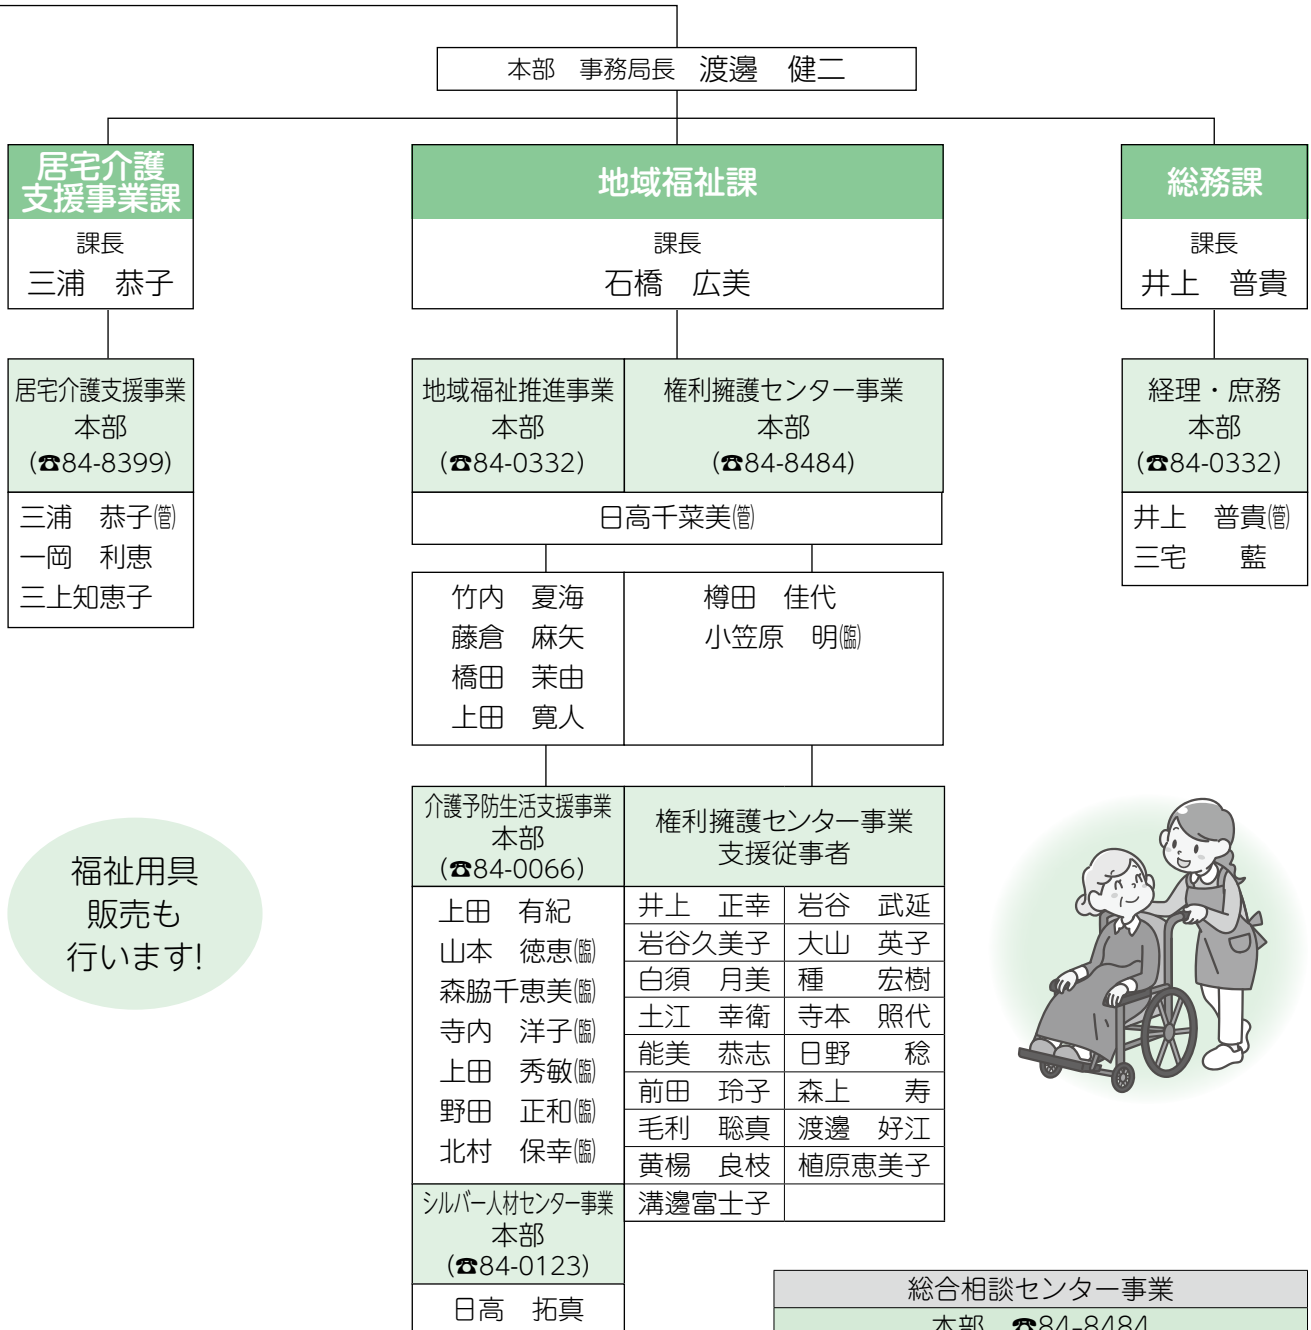 本部　事務局長　渡邊　健二
居宅介護
支援事業課
課長
三浦　恭子
居宅介護支援事業
本部
(☎84-8399)
三浦　恭子㈻
一岡　利恵
三上知恵子
地域福祉課
課長
石橋　広美
地域福祉推進事業
本部
(☎84-0332)
権利擁護センター事業
本部
(☎84-8484)
日高千菜美(管)
竹内　夏海
藤倉　麻矢
橋田　茉由
上田　寛人
樽田　佳代
小笠原　明(臨)
介護予防生活支援事業
本部
(☎84-0066)
上田　有紀
山本　徳恵(臨)
森脇千恵美(臨)
寺内　洋子(臨)
上田　秀敏(臨)
野田　正和(臨)
北村　保幸(臨)
シルバー人材センター事業
本部
(☎84-0123)
日高　拓真
権利擁護センター事業
支援従事者
井上　正幸　岩谷　武延
岩谷久美子　大山　英子
白須　月美　種　　宏樹
土江　幸衛　寺本　照代
能美　恭志　日野　　稔
前田　玲子　森上　　寿
毛利　聡真　渡邊　好江
黄楊　良枝　植原恵美子
溝邊富士子
総務課
課長
井上　普貴
経理・庶務
本部
(☎84-0332)
井上　普貴(管)
三宅　　藍
福祉用具
販売も
行います!
総合相談センター事業
本部　☎84-8484